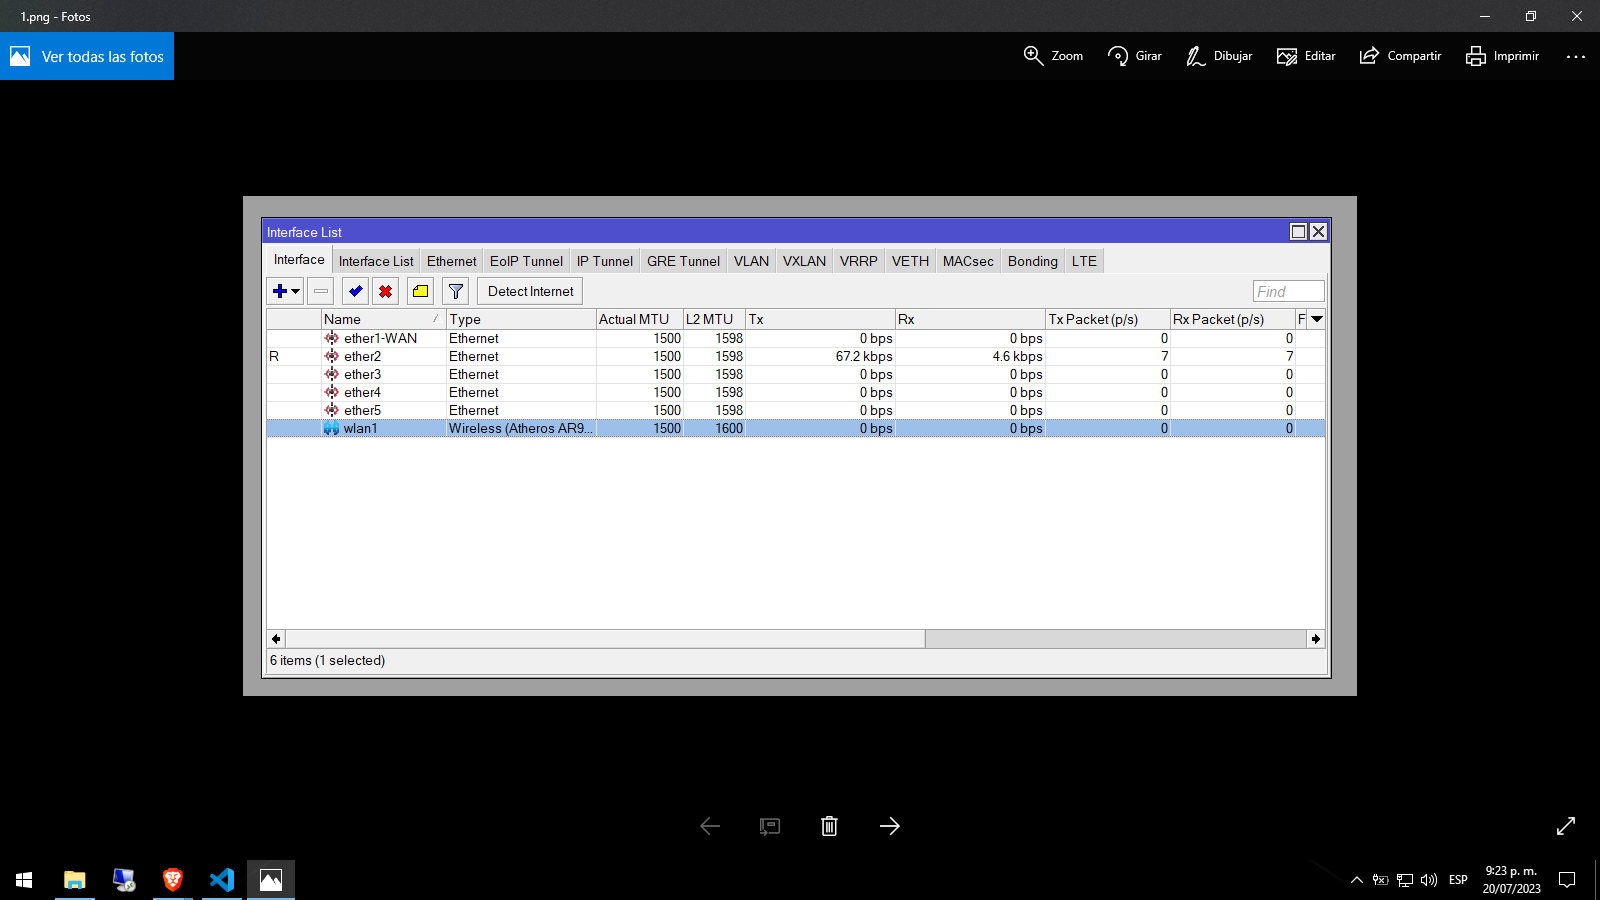 1.png - Fotos
Ver todas las fotos
Zoom Girar Dibujar Editar Compartir Imprimir
Interface List
Interface Interface List Ethernet EoIP Tunnel IP Tunnel GRE Tunnel VLAN VXLAN VRRP VETH MACsec Bonding LTE
Detect Internet Find
Name Type Actual MTU L2 MTU Tx Rx Tx Packet (p/s) Rx Packet (p/s) F
ether1-WAN Ethernet 1500 1598 0 bps 0 bps 0 0
R ether2 Ethernet 1500 1598 67.2 kbps 4.6 kbps 7 7
ether3 Ethernet 1500 1598 0 bps 0 bps 0 0
ether4 Ethernet 1500 1598 0 bps 0 bps 0 0
ether5 Ethernet 1500 1598 0 bps 0 bps 0 0
wlan1 Wireless (Atheros AR9... 1500 1600 0 bps 0 bps 0 0
6 items (1 selected)
ESP
9:23 p. m.
20/07/2023